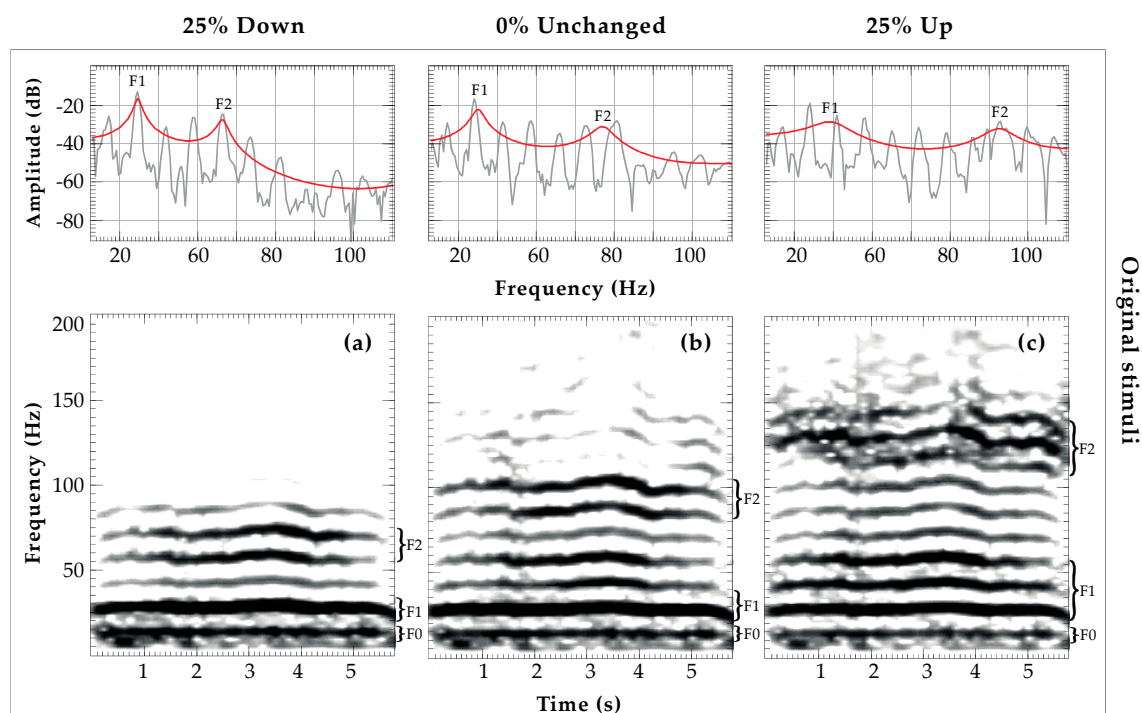 25% Down 0% Unchanged 25% Up
Amplitude (dB)
-20
-40
-60
-80
F1
F2
F1
F2
F1
F2
20 40 60 80 100
20 40 60 80 100
20 40 60 80 100
Frequency (Hz)
Frequency (Hz)
200
150
100
50
(a)
F2
F1
F0
(b)
F2
F1
F0
(c)
F2
F1
F0
1 2 3 4 5
1 2 3 4 5
1 2 3 4 5
Time (s)
Original stimuli